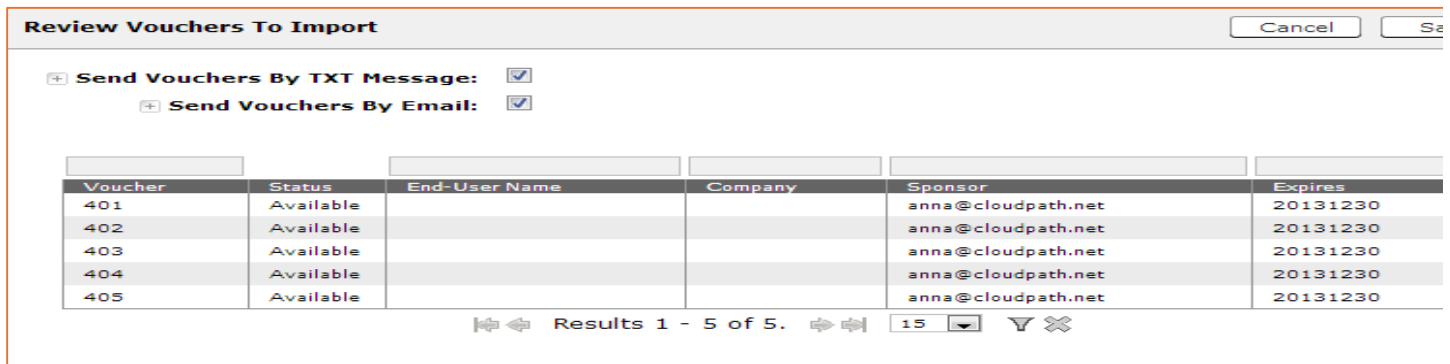 Review Vouchers To Import Cancel
Send Vouchers By TXT Message:
Send Vouchers By Email:
Voucher Status End-User Name Company Sponsor Expires
401 Available anna@cloudpath.net 20131230
402 Available anna@cloudpath.net 20131230
403 Available anna@cloudpath.net 20131230
404 Available anna@cloudpath.net 20131230
405 Available anna@cloudpath.net 20131230
Results 1 - 5 of 5. 15